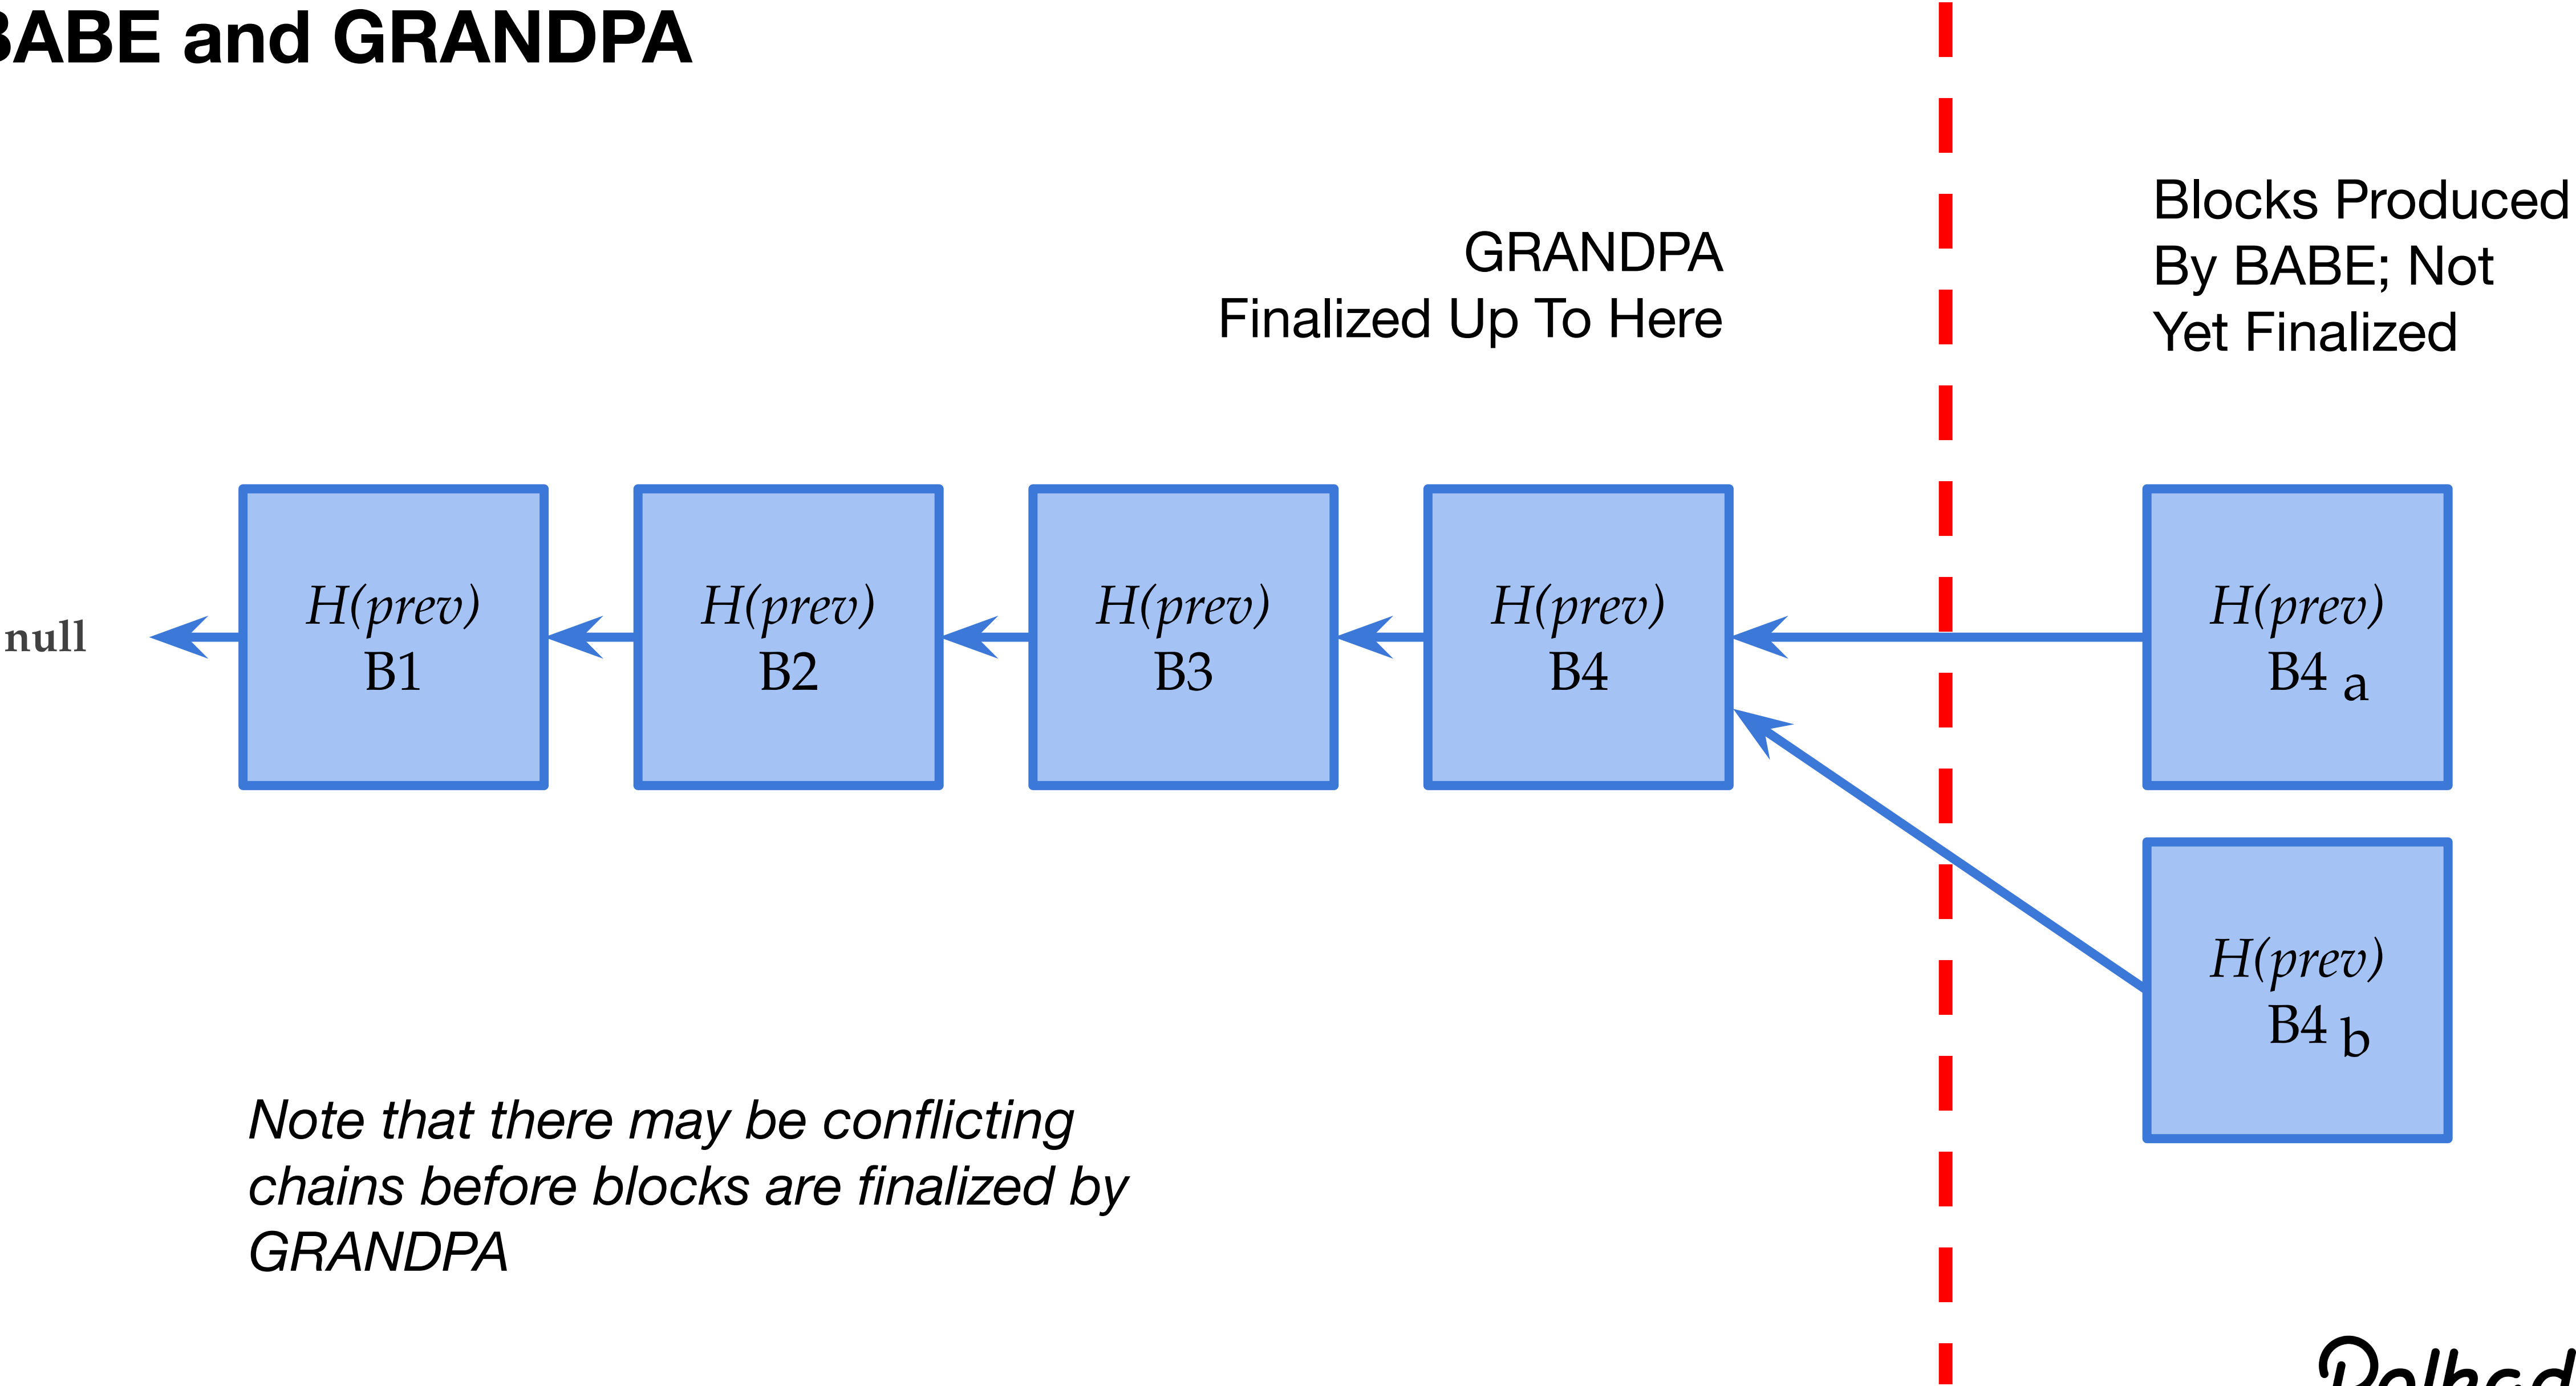 BABE and GRANDPA
GRANDPA
Finalized Up To Here
Blocks Produced
By BABE; Not
Yet Finalized
null
H(prev)
B1
H(prev)
B2
H(prev)
B3
H(prev)
B4
H(prev)
B4 a
H(prev)
B4 b
Note that there may be conflicting
chains before blocks are finalized by
GRANDPA